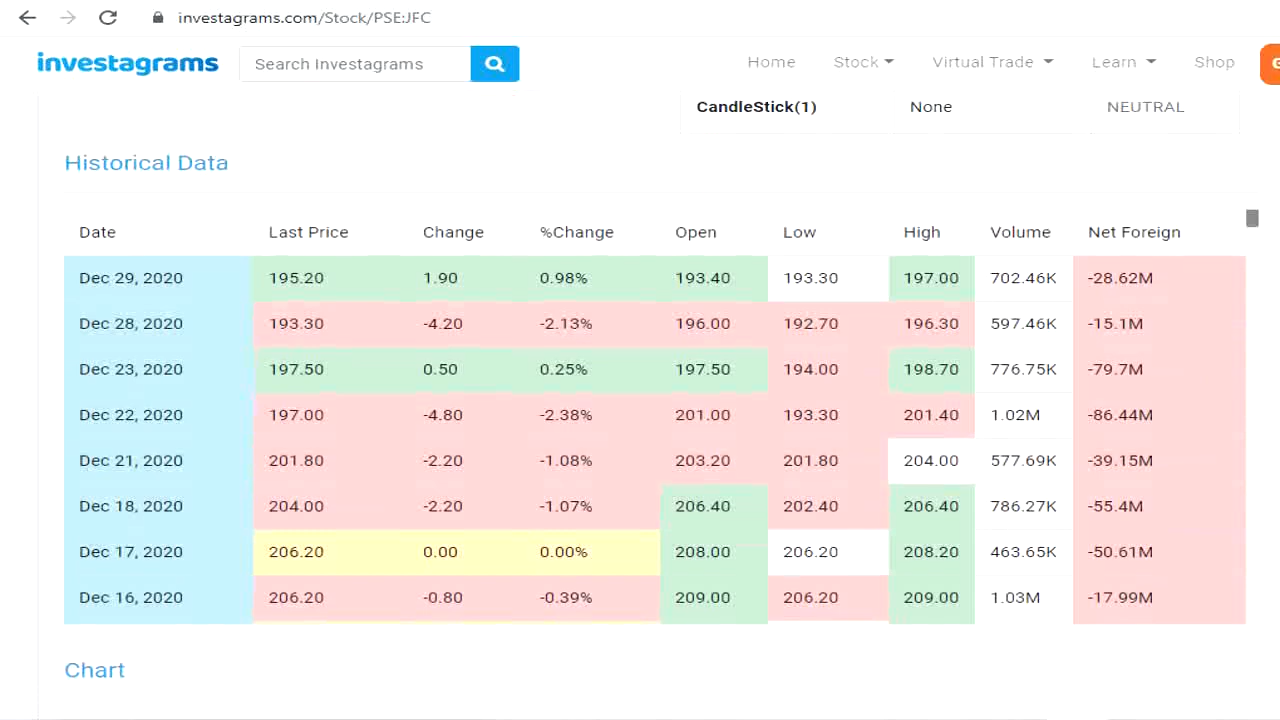 investagrams.com/Stock/PSE:JFC
investagrams Search Investagrams Home Stock Virtual Trade Learn Shop
CandleStick(1) None NEUTRAL
Historical Data
Date Last Price Change %Change Open Low High Volume Net Foreign
Dec 29, 2020 195.20 1.90 0.98% 193.40 193.30 197.00 702.46K -28.62M
Dec 28, 2020 193.30 -4.20 -2.13% 196.00 192.70 196.30 597.46K -15.1M
Dec 23, 2020 197.50 0.50 0.25% 197.50 194.00 198.70 776.75K -79.7M
Dec 22, 2020 197.00 -4.80 -2.38% 201.00 193.30 201.40 1.02M -86.44M
Dec 21, 2020 201.80 -2.20 -1.08% 203.20 201.80 204.00 577.69K -39.15M
Dec 18, 2020 204.00 -2.20 -1.07% 206.40 202.40 206.40 786.27K -55.4M
Dec 17, 2020 206.20 0.00 0.00% 208.00 206.20 208.20 463.65K -50.61M
Dec 16, 2020 206.20 -0.80 -0.39% 209.00 206.20 209.00 1.03M -17.99M
Chart